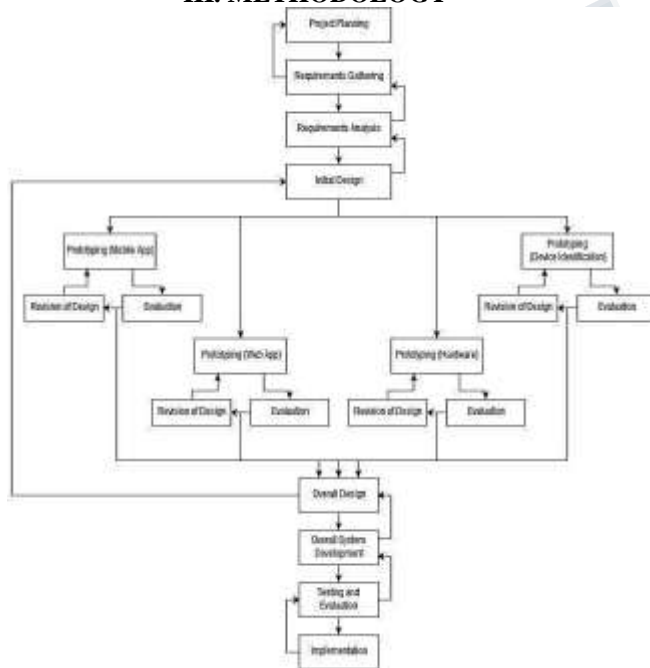 III. METHODOLOGY
Project Planning
Requirements Gathering
Requirements Analysis
Initial Design
Prototyping (Mobile App)
Prototyping
(Device Identification)
Revision of Design
Evaluation
Revision of Design
Evaluation
Prototyping (Web App)
Prototyping (Hardware)
Revision of Design
Evaluation
Revision of Design
Evaluation
Overall Design
Overall System
Development
Testing and
Evaluation
Implementation